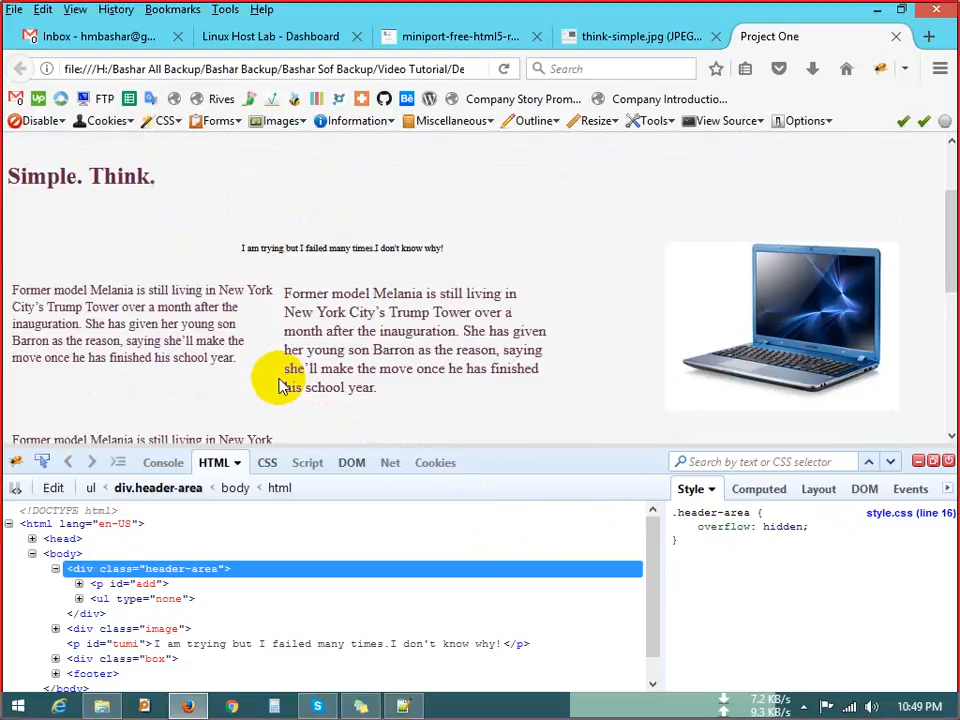 File Edit View History Bookmarks Tools Help
Inbox - hmbashar@g... Linux Host Lab - Dashboard miniport-free-html5-r... think-simple.jpg (JPEG... Project One
file:///H:/Bashar All Backup/Bashar Backup/Bashar Sof Backup/Video Tutorial/De Search
Up FTP Rives Bē Company Story Prom... Company Introductio...
Disable Cookies CSS Forms Images Information Miscellaneous Outline Resize Tools View Source Options
Simple. Think.
I am trying but I failed many times.I don't know why!
Former model Melania is still living in New York
City's Trump Tower over a month after the
inauguration. She has given her young son
Barron as the reason, saying she'll make the
move once he has finished his school year.
Former model Melania is still living in
New York City's Trump Tower over a
month after the inauguration. She has given
her young son Barron as the reason, saying
she'll make the move once he has finished
his school year.
Former model Melania is still living in New York
Console HTML CSS Script DOM Net Cookies Search by text or CSS selector
Edit ul div.header-area body html Style Computed Layout DOM Events
<!DOCTYPE html>
<html lang="en-US">
<head>
<body>
<div class="header-area">
<p id="add">
<ul type="none">
</div>
<div class="image">
<p id="tumi">I am trying but I failed many times.I don't know why!</p>
<div class="box">
<footer>
</body>
.header-area { style.css (line 16)
overflow: hidden;
}
7.2 KB/s
9.3 KB/s
10:49 PM